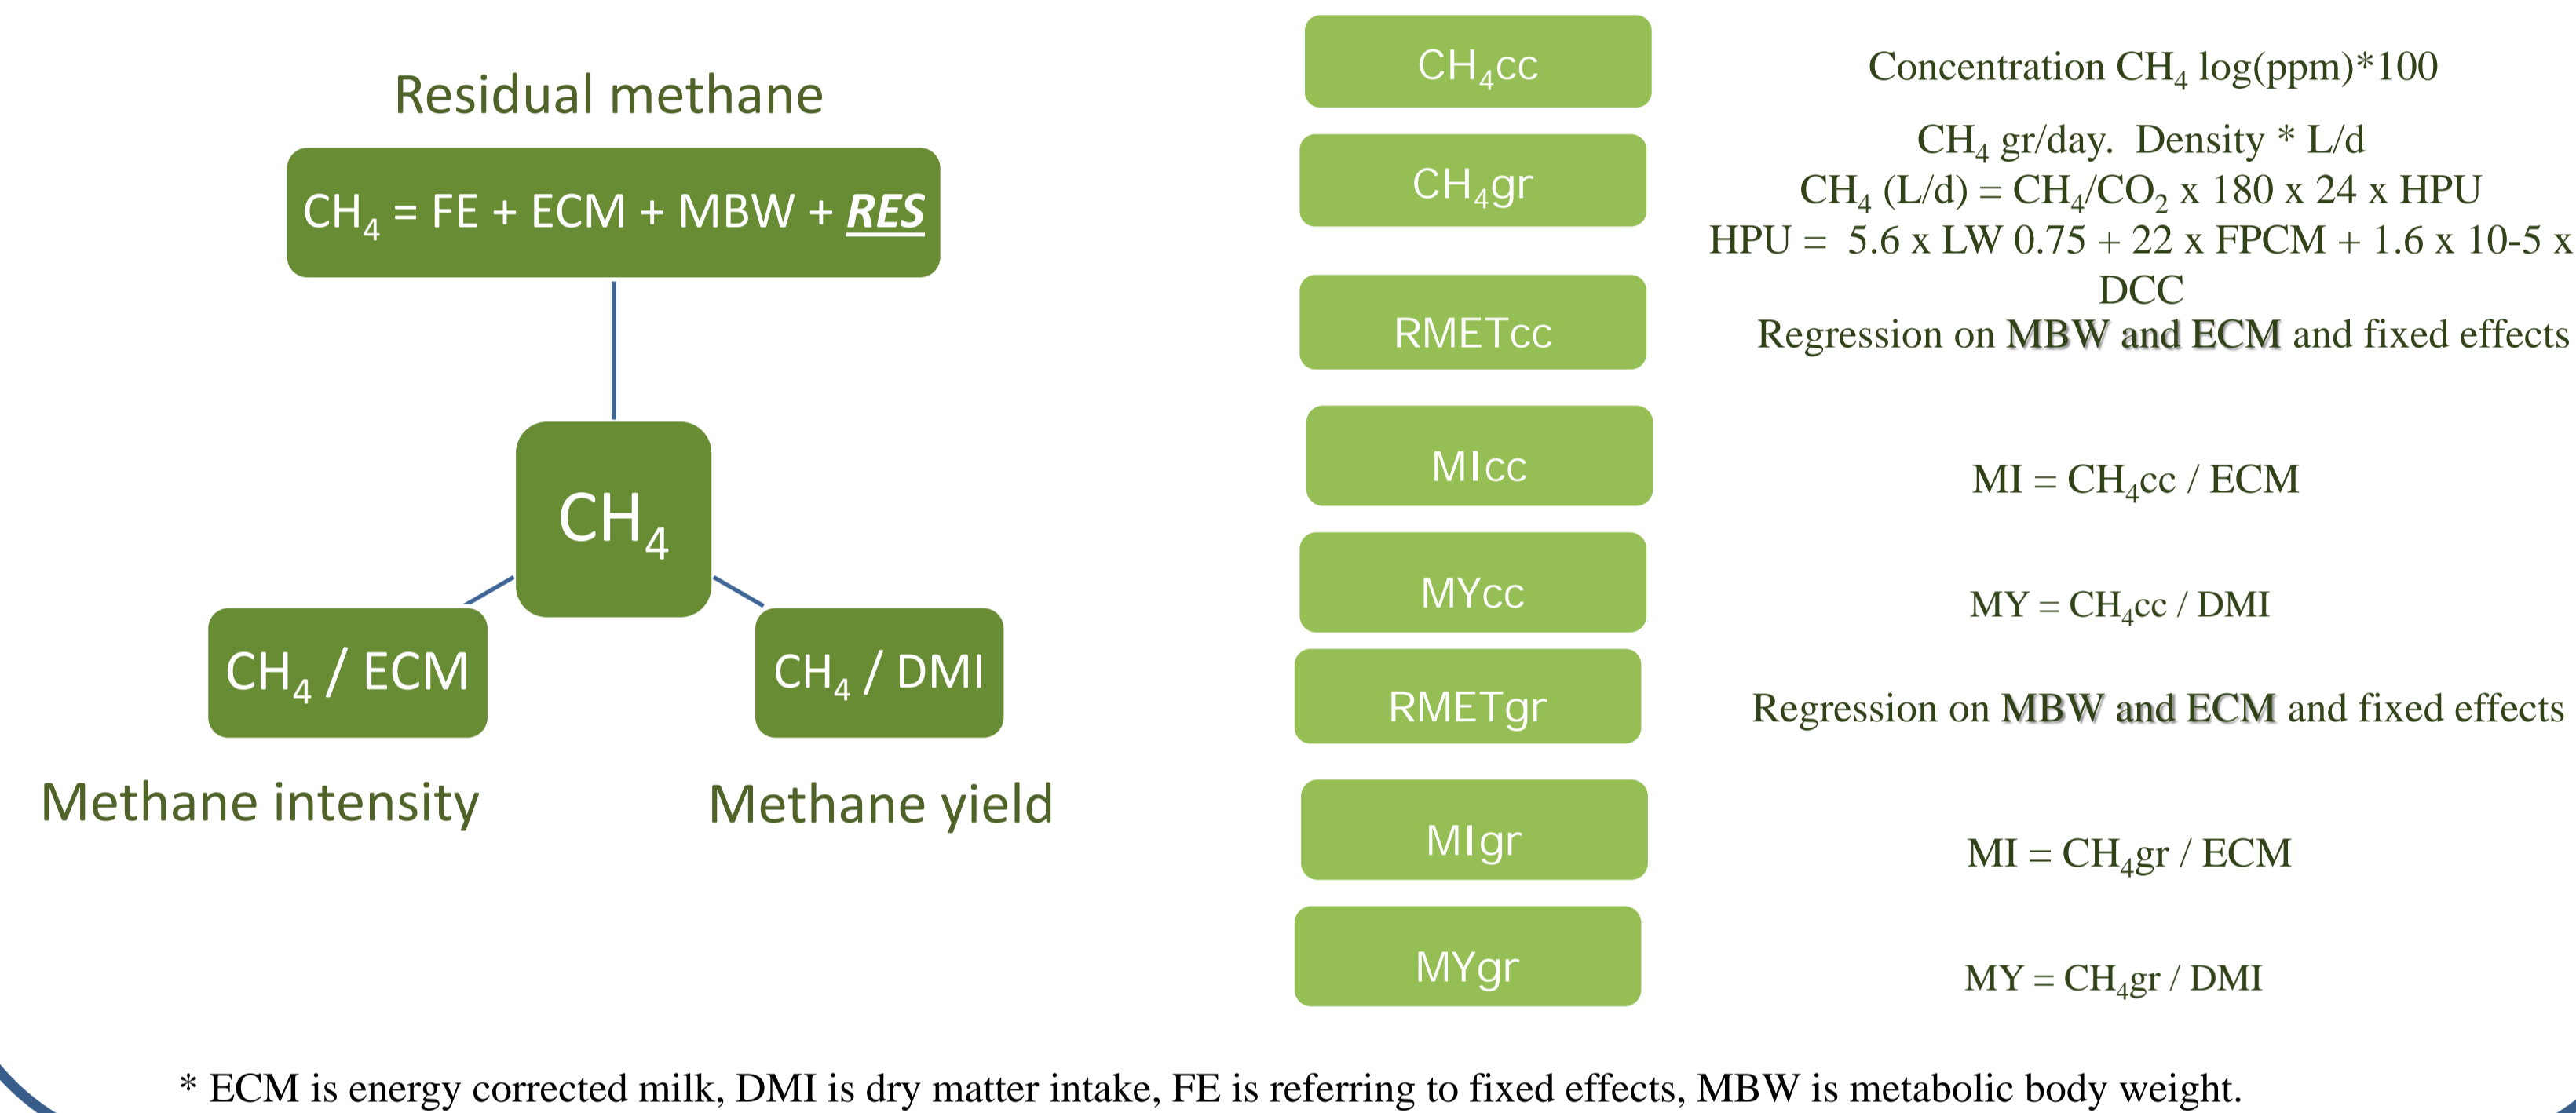 Residual methane
CH₄ = FE + ECM + MBW + RES
CH₄
CH₄ / ECM
CH₄ / DMI
Methane intensity
Methane yield
CH₄cc
Concentration CH₄ log(ppm)*100
CH₄gr
CH₄ gr/day. Density * L/d
CH₄ (L/d) = CH₄/CO₂ x 180 x 24 x HPU
HPU = 5.6 x LW 0.75 + 22 x FPCM + 1.6 x 10-5 x
DCC
RMETcc
Regression on MBW and ECM and fixed effects
MIcc
MI = CH₄cc / ECM
MYcc
MY = CH₄cc / DMI
RMETgr
Regression on MBW and ECM and fixed effects
MIgr
MI = CH₄gr / ECM
MYgr
MY = CH₄gr / DMI
* ECM is energy corrected milk, DMI is dry matter intake, FE is referring to fixed effects, MBW is metabolic body weight.